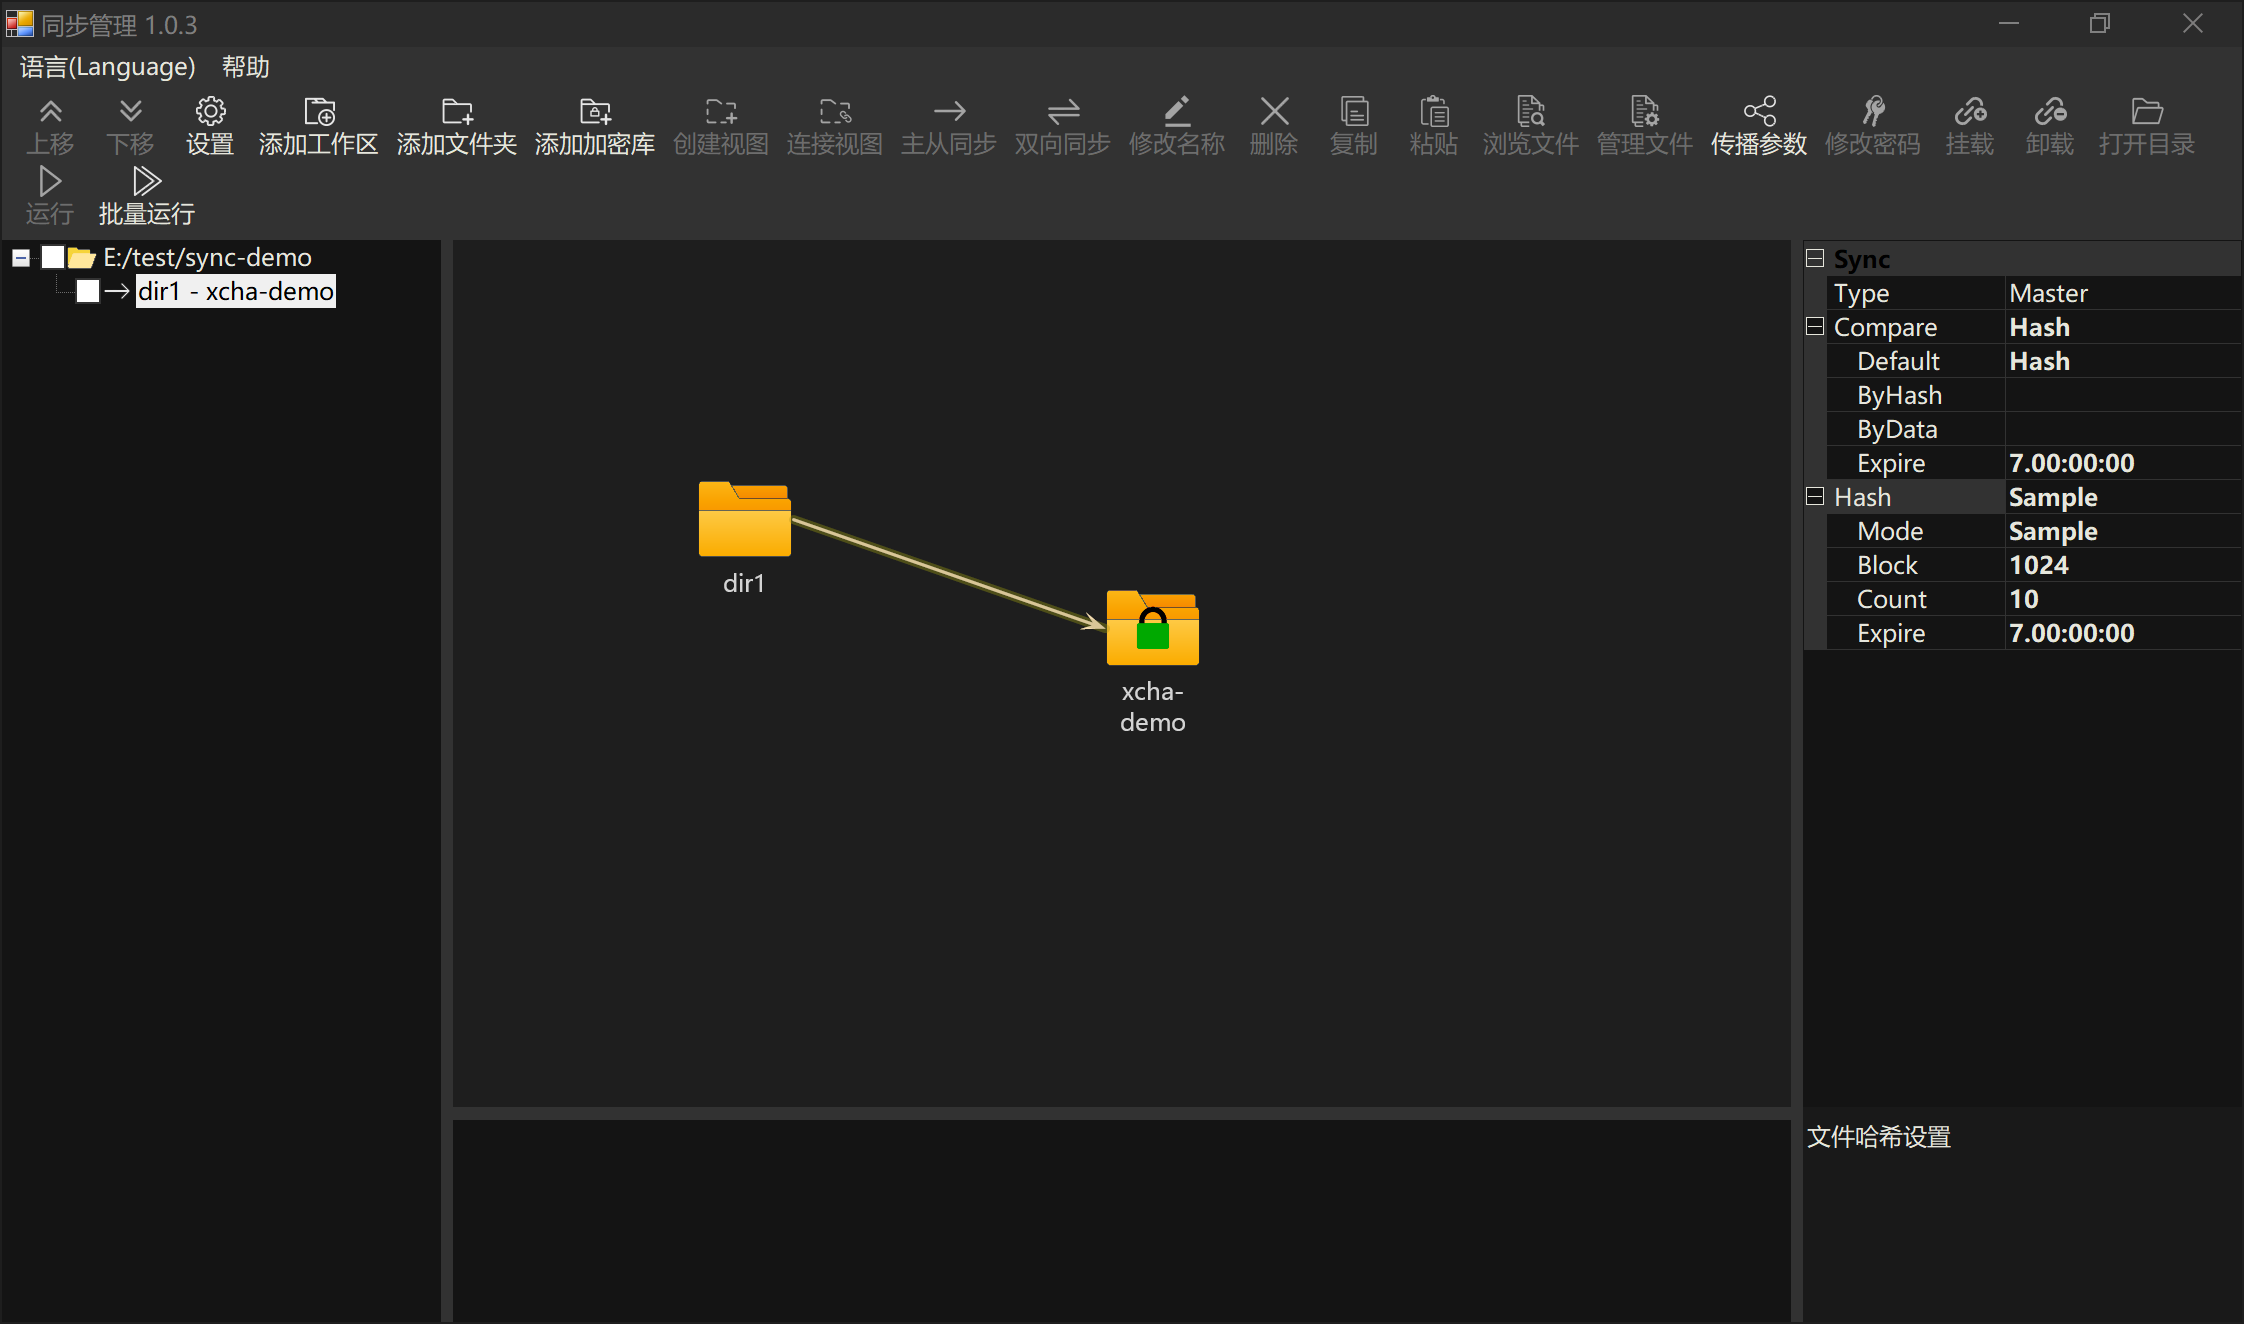 同步管理 1.0.3
语言(Language) 帮助
上移 下移 设置 添加工作区 添加文件夹 添加加密库 创建视图 连接视图 主从同步 双向同步 修改名称 删除 复制 粘贴 浏览文件 管理文件 传播参数 修改密码 挂载 卸载 打开目录
运行 批量运行
E:/test/sync-demo
dir1 - xcha-demo
dir1
xcha-
demo
Sync
Type Master
Compare Hash
Default Hash
ByHash
ByData
Expire 7.00:00:00
Hash Sample
Mode Sample
Block 1024
Count 10
Expire 7.00:00:00
文件哈希设置